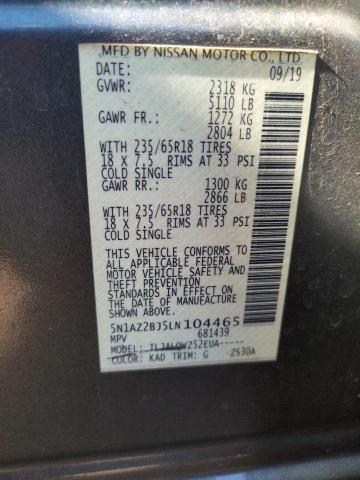 MFD BY NISSAN MOTOR CO., LTD.
DATE: 09/19
GVWR: 2318 KG
5110 LB
GAWR FR.: 1272 KG
2804 LB
WITH 235/65R18 TIRES
18 X 7.5 RIMS AT 33 PSI
COLD SINGLE
GAWR RR.: 1300 KG
2866 LB
WITH 235/65R18 TIRES
18 X 7.5 RIMS AT 33 PSI
COLD SINGLE
THIS VEHICLE CONFORMS TO
ALL APPLICABLE FEDERAL
MOTOR VEHICLE SAFETY AND
THEFT PREVENTION
STANDARDS IN EFFECT ON
THE DATE OF MANUFACTURE
SHOWN ABOVE.
5N1AZ2BJ5LN104465
MPV 681439
MODEL:
COLOR: KAD TRIM: G ZS30A